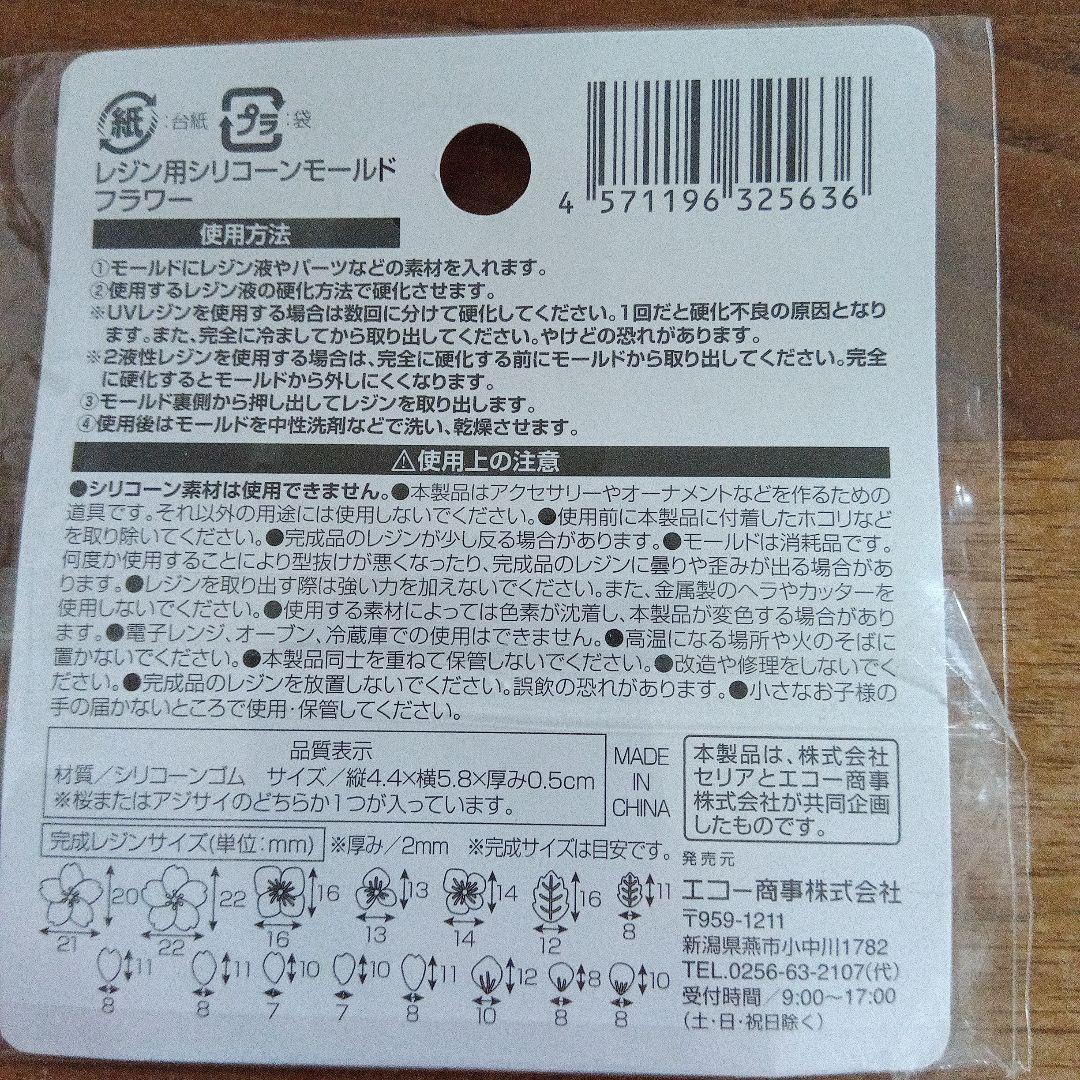 紙 :台紙 プラ :袋
レジン用シリコーンモールド
フラワー
4 571196 325636
使用方法
①モールドにレジン液やパーツなどの素材を入れます。
②使用するレジン液の硬化方法で硬化させます。
※UVレジンを使用する場合は数回に分けて硬化してください。1回だと硬化不良の原因となり
ます。また、完全に冷ましてから取り出してください。やけどの恐れがあります。
※2液性レジンを使用する場合は、完全に硬化する前にモールドから取り出してください。完全
に硬化するとモールドから外しにくくなります。
③モールド裏側から押し出してレジンを取り出します。
④使用後はモールドを中性洗剤などで洗い、乾燥させます。
⚠使用上の注意
●シリコーン素材は使用できません。●本製品はアクセサリーやオーナメントなどを作るための
道具です。それ以外の用途には使用しないでください。●使用前に本製品に付着したホコリなど
を取り除いてください。●完成品のレジンが少し反る場合があります。●モールドは消耗品です。
何度か使用することにより型抜けが悪くなったり、完成品のレジンに曇りや歪みが出る場合があ
ります。●レジンを取り出す際は強い力を加えないでください。また、金属製のヘラやカッターを
使用しないでください。●使用する素材によっては色素が沈着し、本製品が変色する場合があり
ます。●電子レンジ、オーブン、冷蔵庫での使用はできません。●高温になる場所や火のそばに
置かないでください。●本製品同士を重ねて保管しないでください。●改造や修理をしないでく
ださい。●完成品のレジンを放置しないでください。誤飲の恐れがあります。●小さなお子様の
手の届かないところで使用・保管してください。
品質表示
材質/シリコーンゴム サイズ/縦4.4×横5.8×厚み0.5cm
※桜またはアジサイのどちらか1つが入っています。
MADE
IN
CHINA
本製品は、株式会社
セリアとエコー商事
株式会社が共同企画
したものです。
完成レジンサイズ(単位:mm) ※厚み/2mm ※完成サイズは目安です。
20 22 16 13 14 16 11
21 22 16 13 14 12 8
11 11 10 10 11 12 8 10
8 8 7 7 8 10 8 8
発売元
エコー商事株式会社
〒959-1211
新潟県燕市小中川1782
TEL.0256-63-2107(代)
受付時間/9:00〜17:00
(土・日・祝日除く)